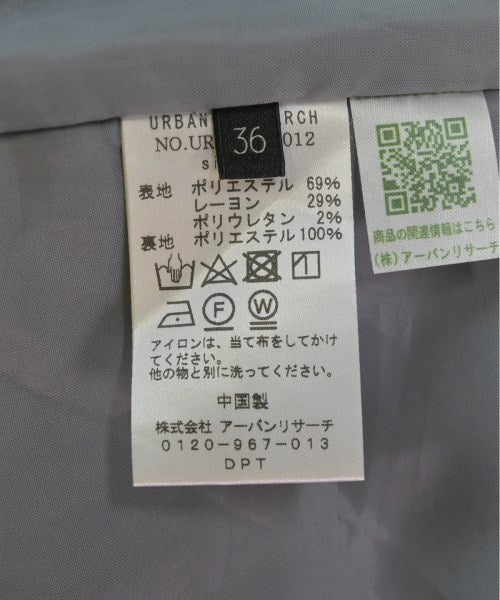 URBAN RCH
36
NO.UR 012
表地 ポリエステル 69%
レーヨン 29%
ポリウレタン 2%
裏地 ポリエステル 100%
F W
アイロンは、当て布をしてかけ
てください。
他の物と別に洗ってください。
中国製
株式会社 アーバンリサーチ
0120-967-013
DPT
商品の関連情報はこちら
(株)アーバンリサーチ